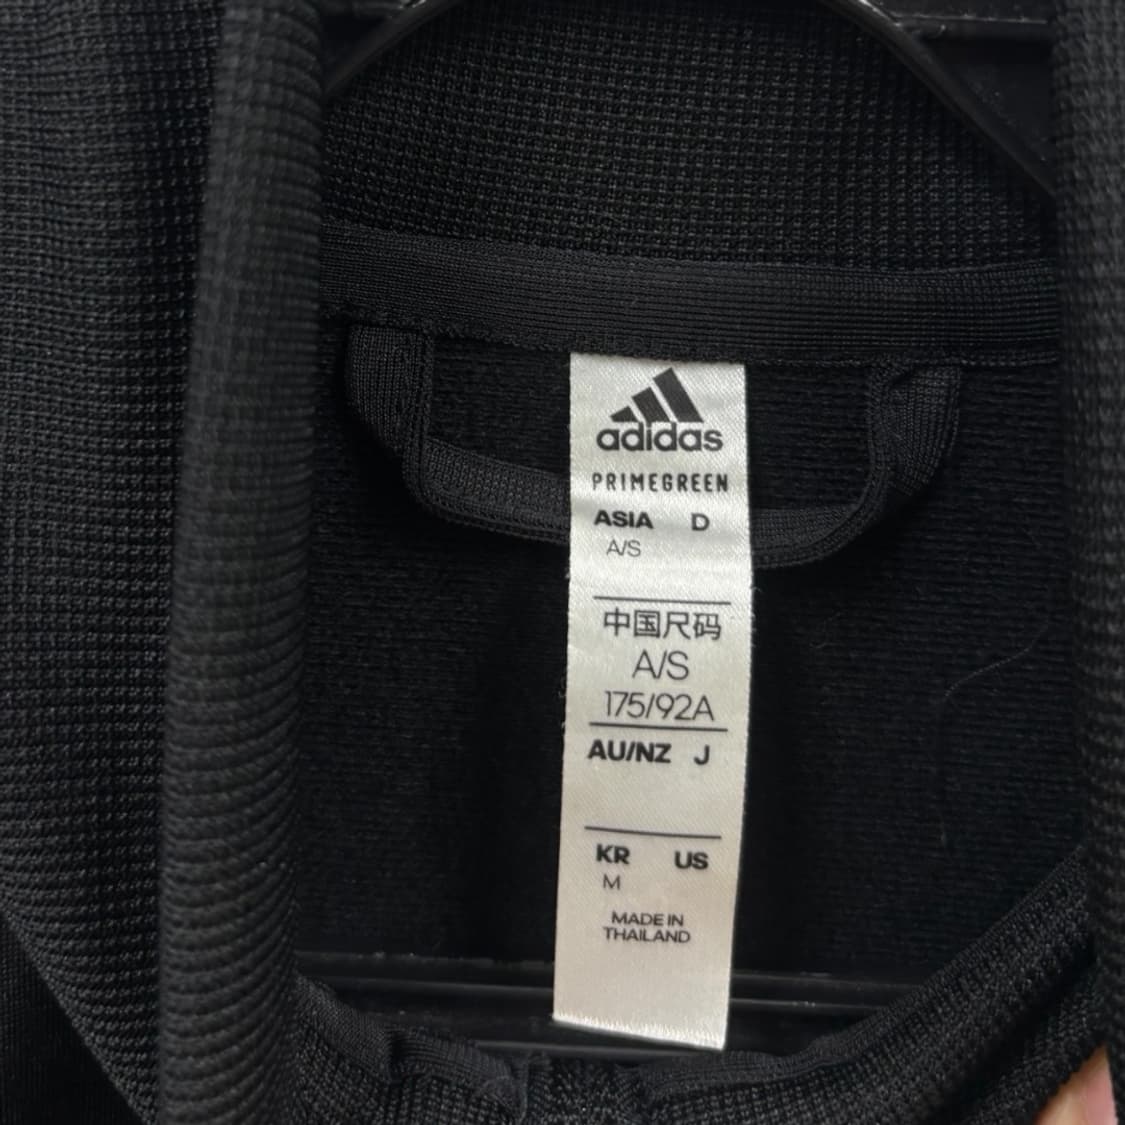 adidas
PRIMEGREEN
ASIA D
A/S
中国尺码
A/S
175/92A
AU/NZ J
KR US
M
MADE IN
THAILAND